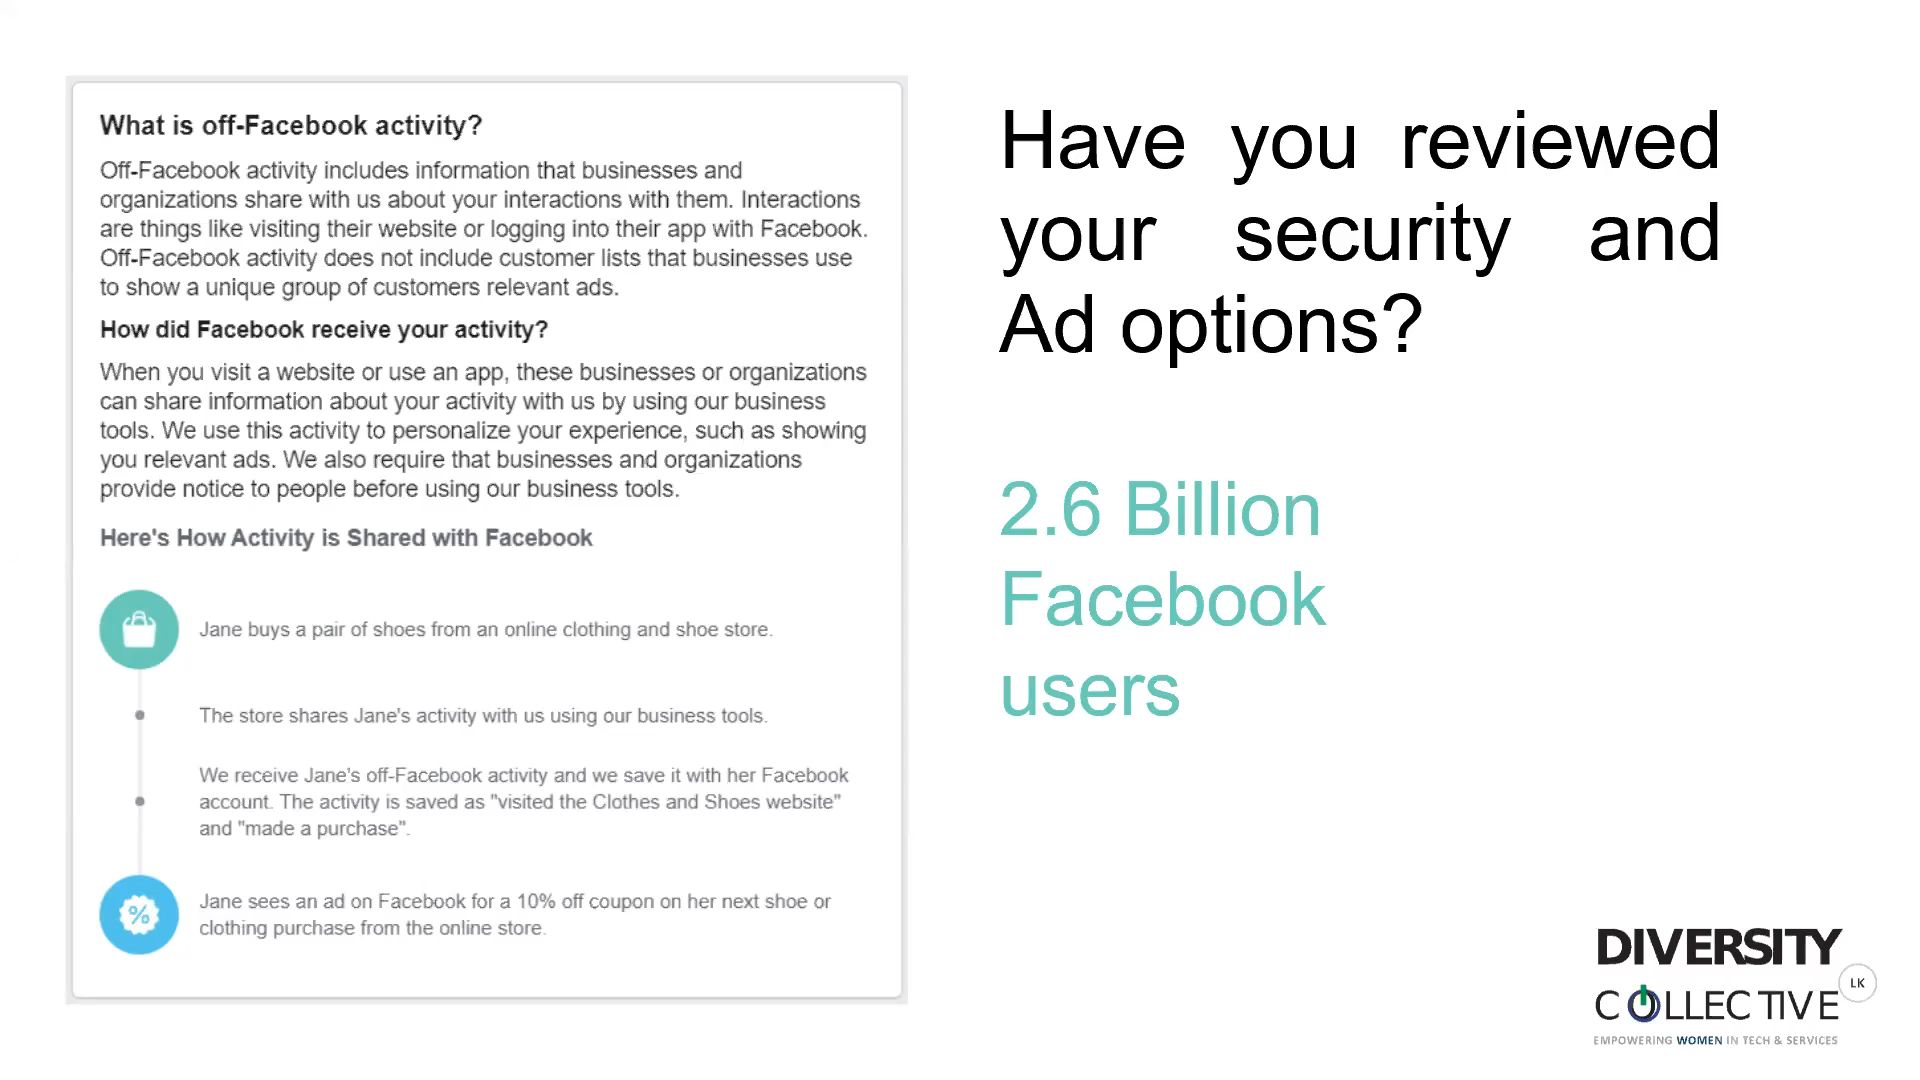 What is off-Facebook activity?
Off-Facebook activity includes information that businesses and
organizations share with us about your interactions with them. Interactions
are things like visiting their website or logging into their app with Facebook.
Off-Facebook activity does not include customer lists that businesses use
to show a unique group of customers relevant ads.
How did Facebook receive your activity?
When you visit a website or use an app, these businesses or organizations
can share information about your activity with us by using our business
tools. We use this activity to personalize your experience, such as showing
you relevant ads. We also require that businesses and organizations
provide notice to people before using our business tools.
Here's How Activity is Shared with Facebook
Jane buys a pair of shoes from an online clothing and shoe store.
The store shares Jane's activity with us using our business tools.
We receive Jane's off-Facebook activity and we save it with her Facebook
account. The activity is saved as "visited the Clothes and Shoes website"
and "made a purchase".
%
Jane sees an ad on Facebook for a 10% off coupon on her next shoe or
clothing purchase from the online store.
Have you reviewed
your security and
Ad options?
2.6 Billion
Facebook
users
DIVERSITY
COLLECTIVE
LK
EMPOWERING WOMEN IN TECH & SERVICES